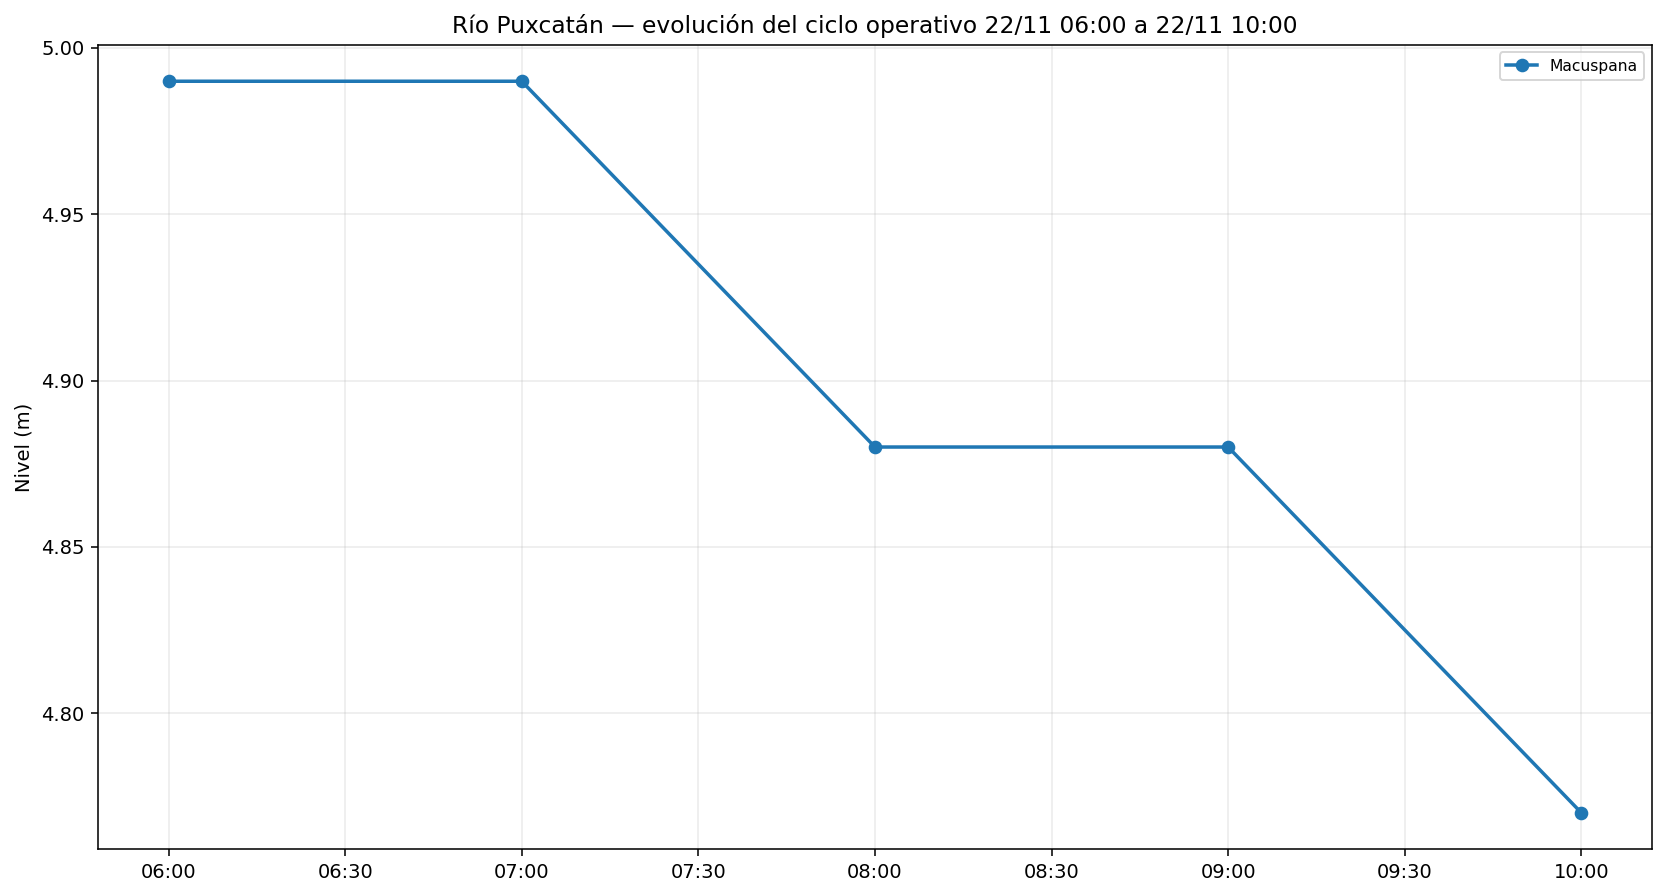 Río Puxcatán — evolución del ciclo operativo 22/11 06:00 a 22/11 10:00
Macuspana
Nivel (m)
5.00
4.95
4.90
4.85
4.80
06:00 06:30 07:00 07:30 08:00 08:30 09:00 09:30 10:00